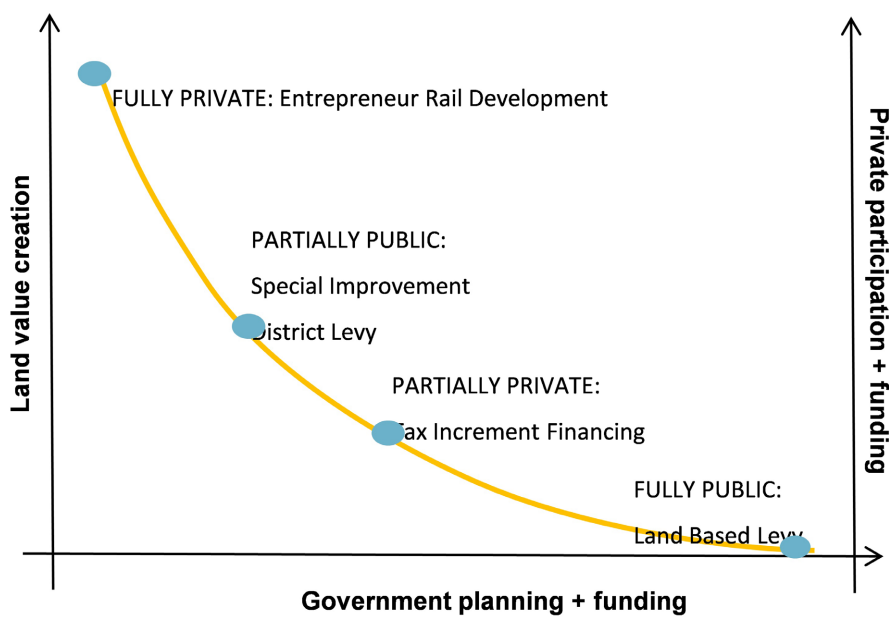 FULLY PRIVATE: Entrepreneur Rail Development
Land value creation
Private participation + funding
PARTIALLY PUBLIC:
Special Improvement
District Levy
PARTIALLY PRIVATE:
Tax Increment Financing
FULLY PUBLIC:
Land Based Levy
Government planning + funding